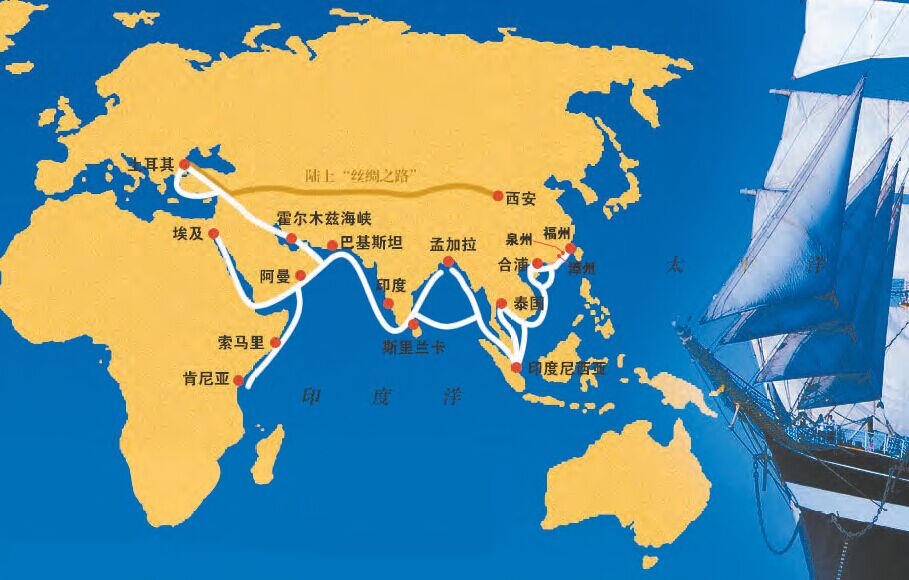 土耳其
陆上“丝绸之路”
西安
霍尔木兹海峡
埃及
巴基斯坦
孟加拉
泉州
福州
合浦
漳州
太平洋
阿曼
印度
泰国
索马里
斯里兰卡
印度尼西亚
肯尼亚
印度洋